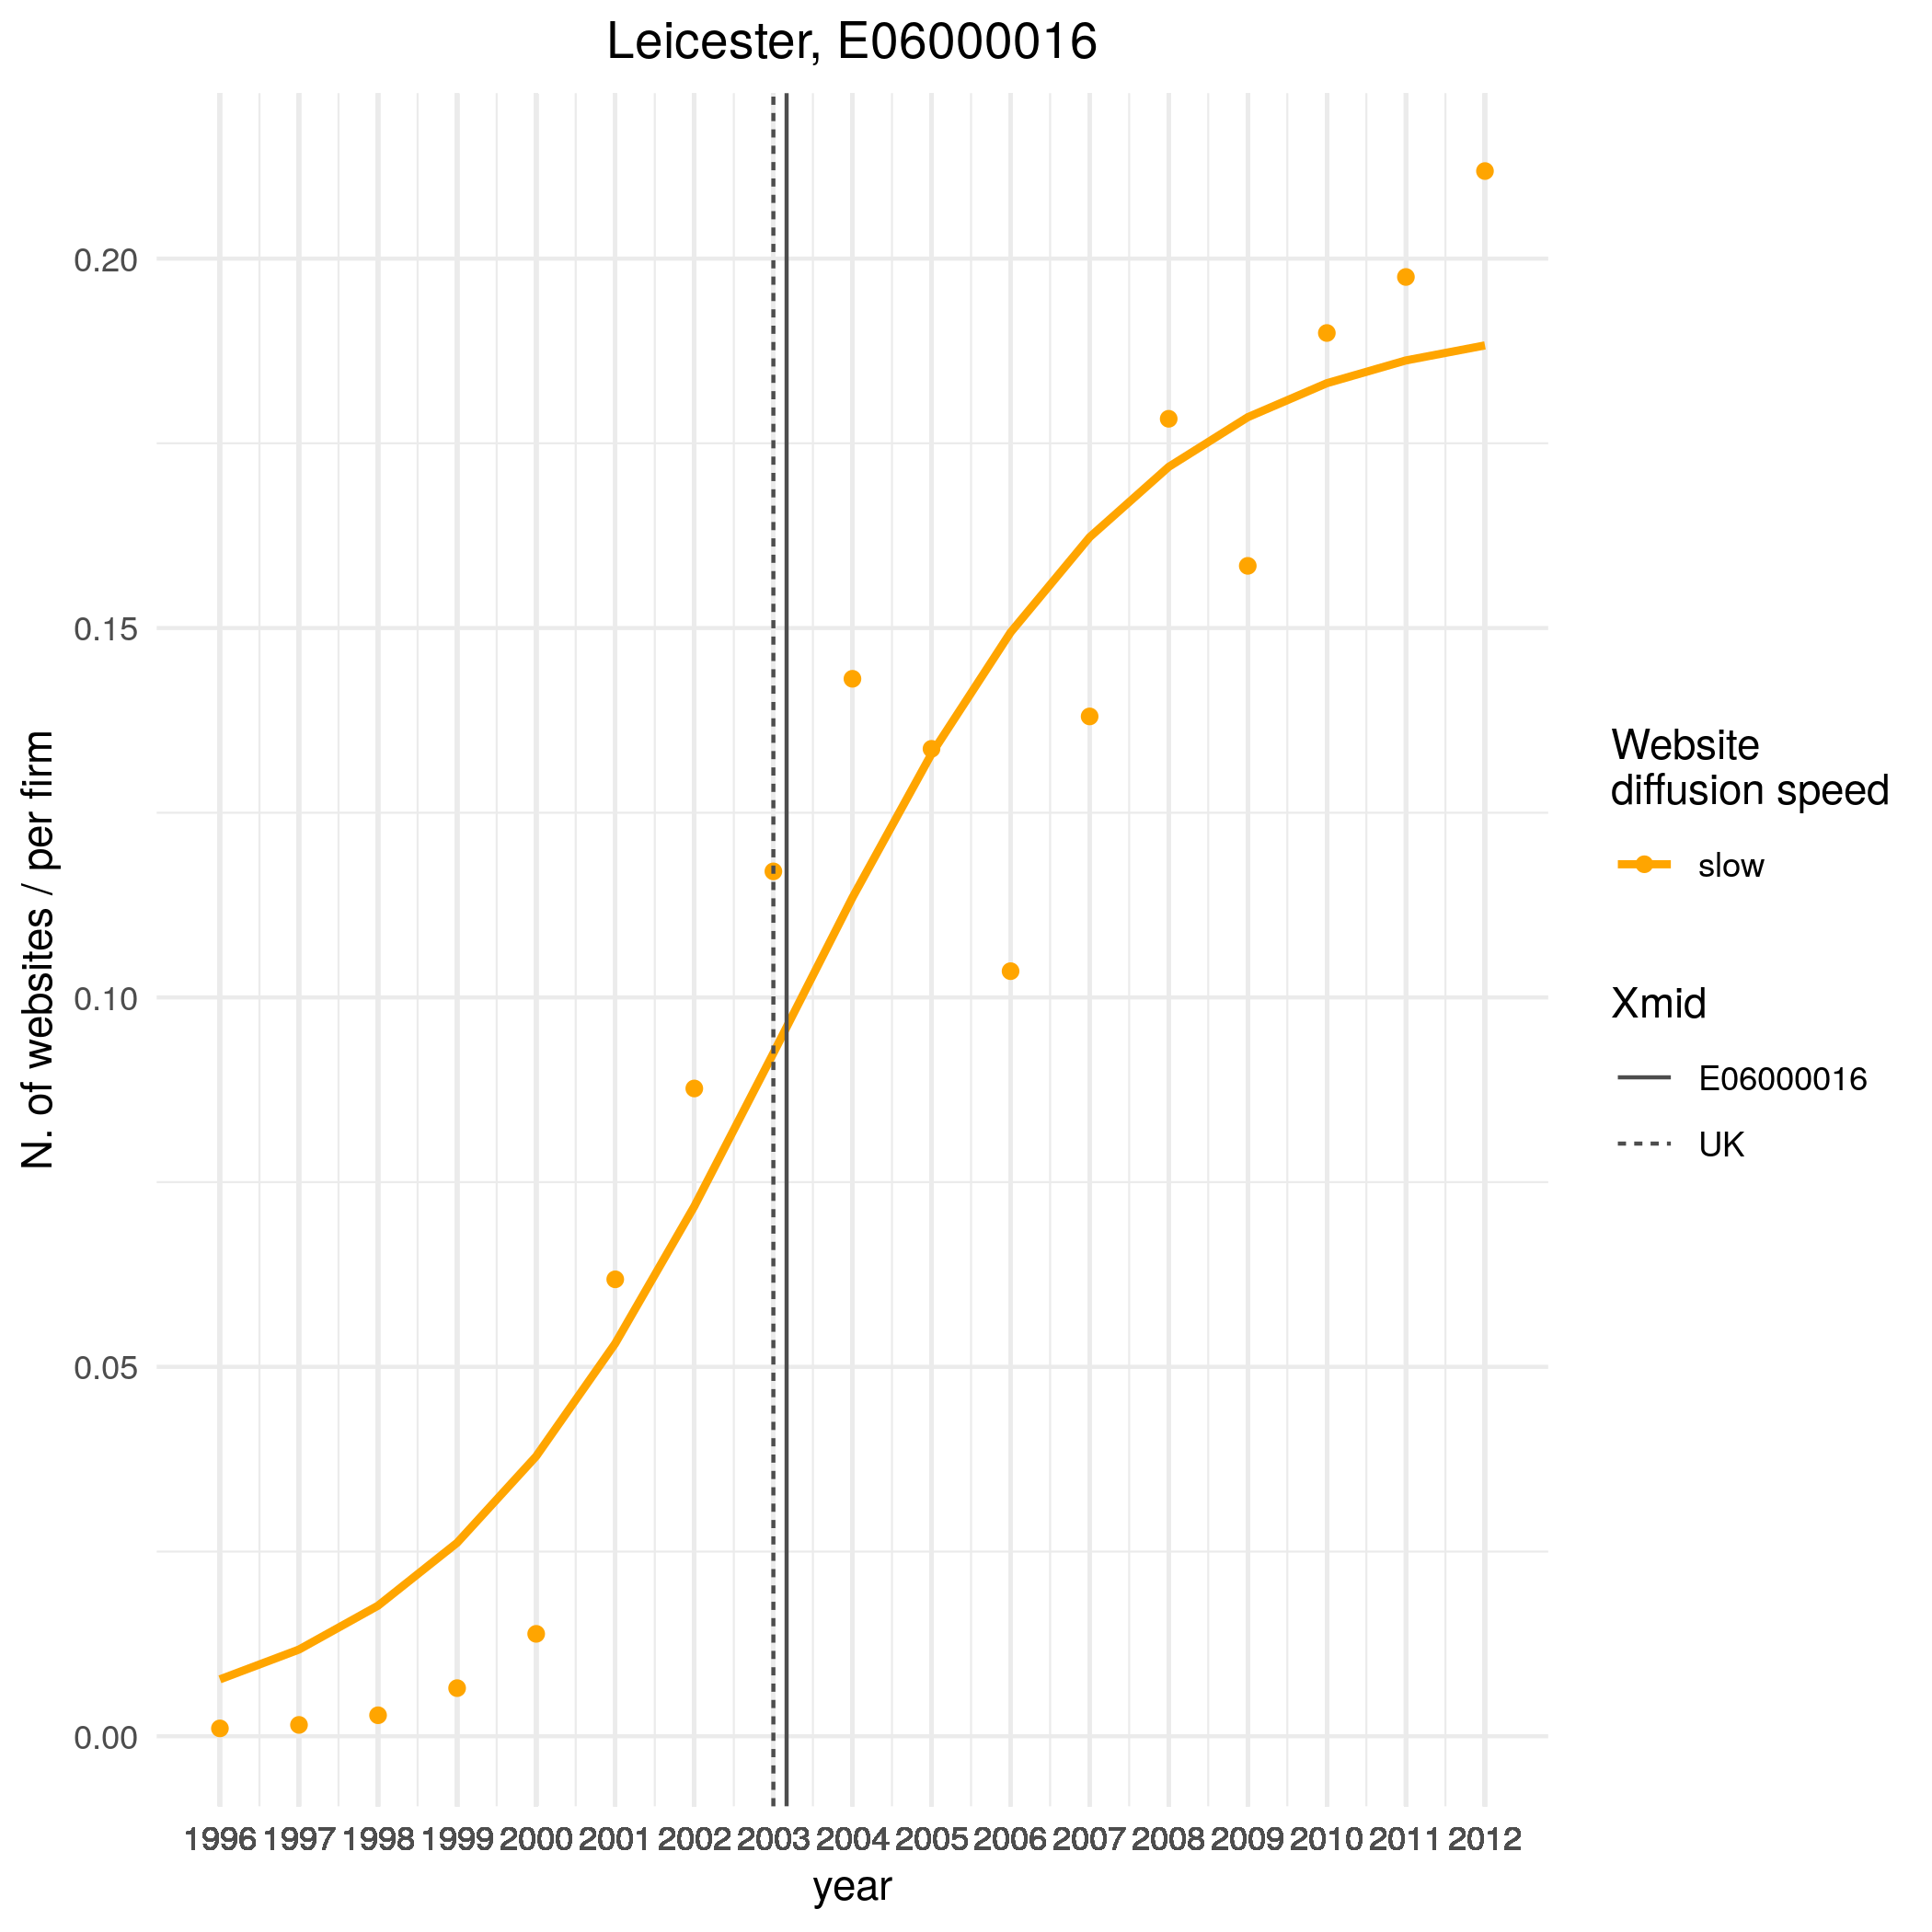 Leicester, E06000016
N. of websites / per firm
0.20
0.15
0.10
0.05
0.00
1996 1997 1998 1999 2000 2001 2002 2003 2004 2005 2006 2007 2008 2009 2010 2011 2012
year
Website
diffusion speed
slow
Xmid
E06000016
UK